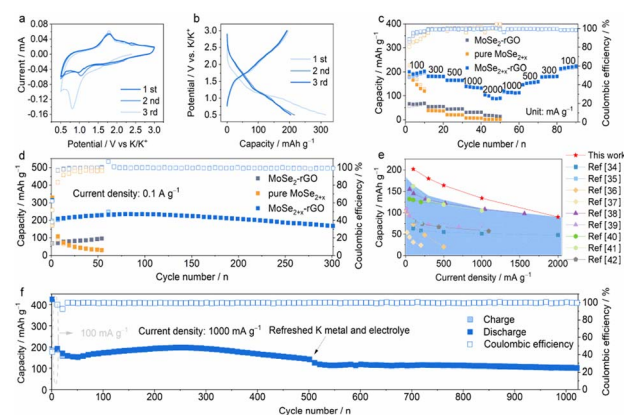 a
Current / mA
0.06
0.04
0.00
-0.04
-0.08
-0.12
-0.16
1 st
2 nd
3 rd
0.5 1.0 1.5 2.0 2.5 3.0
Potential / V vs K/K⁺
b
Potential / V vs. K/K⁺
3.0
2.5
2.0
1.5
1.0
0.5
1 st
2 nd
3 rd
0 100 200 300
Capacity / mAh g⁻¹
c
Capacity / mAh g⁻¹
400
300
200
100
0
MoSe₂-rGO
pure MoSe₂₊ₓ
MoSe₂₊ₓ-rGO
100 300 500 1000 2000 1000 500 300 100
Unit: mA g⁻¹
0 20 40 60 80 100
Cycle number / n
100
80
60
40
20
0
Coulombic efficiency / %
d
Capacity / mAh g⁻¹
500
400
300
200
100
0
Current density: 0.1 A g⁻¹
MoSe₂-rGO
pure MoSe₂₊ₓ
MoSe₂₊ₓ-rGO
0 50 100 150 200 250 300
Cycle number / n
100
80
60
40
20
0
Coulombic efficiency / %
e
Capacity / mAh g⁻¹
200
150
100
50
0
0 500 1000 1500 2000
Current density / mA g⁻¹
This work
Ref [34]
Ref [35]
Ref [36]
Ref [37]
Ref [38]
Ref [39]
Ref [40]
Ref [41]
Ref [42]
f
Capacity / mAh g⁻¹
400
300
200
100
0
100 mA g⁻¹
Current density: 1000 mA g⁻¹
Refreshed K metal and electrolye
Charge
Discharge
Coulombic efficiency
0 100 200 300 400 500 600 700 800 900 1000
Cycle number / n
100
80
60
40
20
0
Coulombic efficiency / %